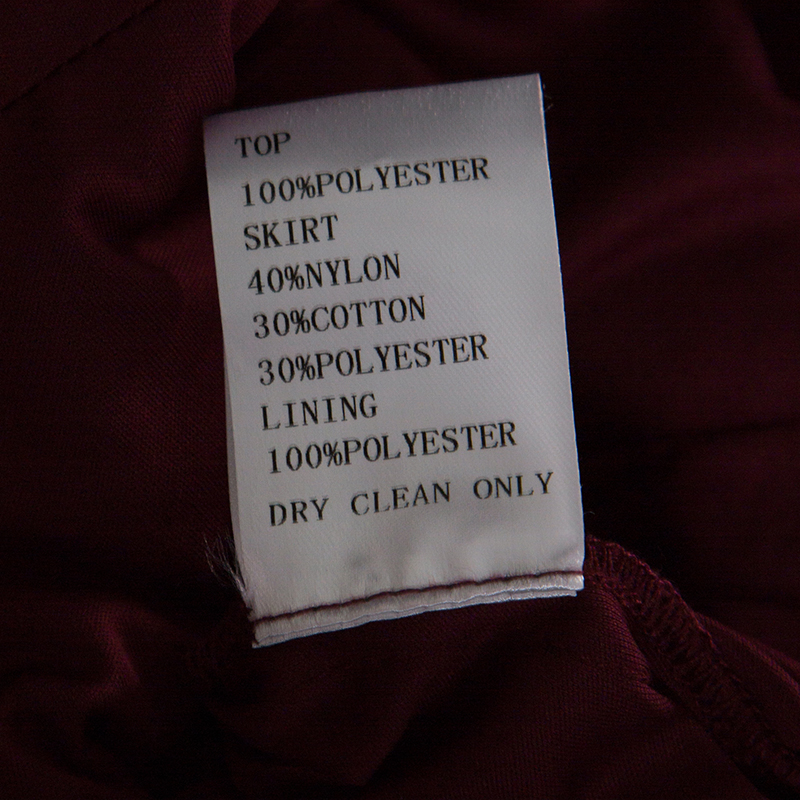 TOP
100%POLYESTER
SKIRT
40%NYLON
30%COTTON
30%POLYESTER
LINING
100%POLYESTER
DRY CLEAN ONLY